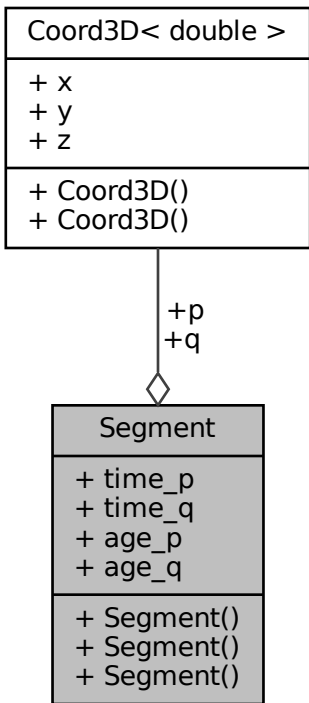 Coord3D< double >
+ x
+ y
+ z
+ Coord3D()
+ Coord3D()
+p
+q
Segment
+ time_p
+ time_q
+ age_p
+ age_q
+ Segment()
+ Segment()
+ Segment()